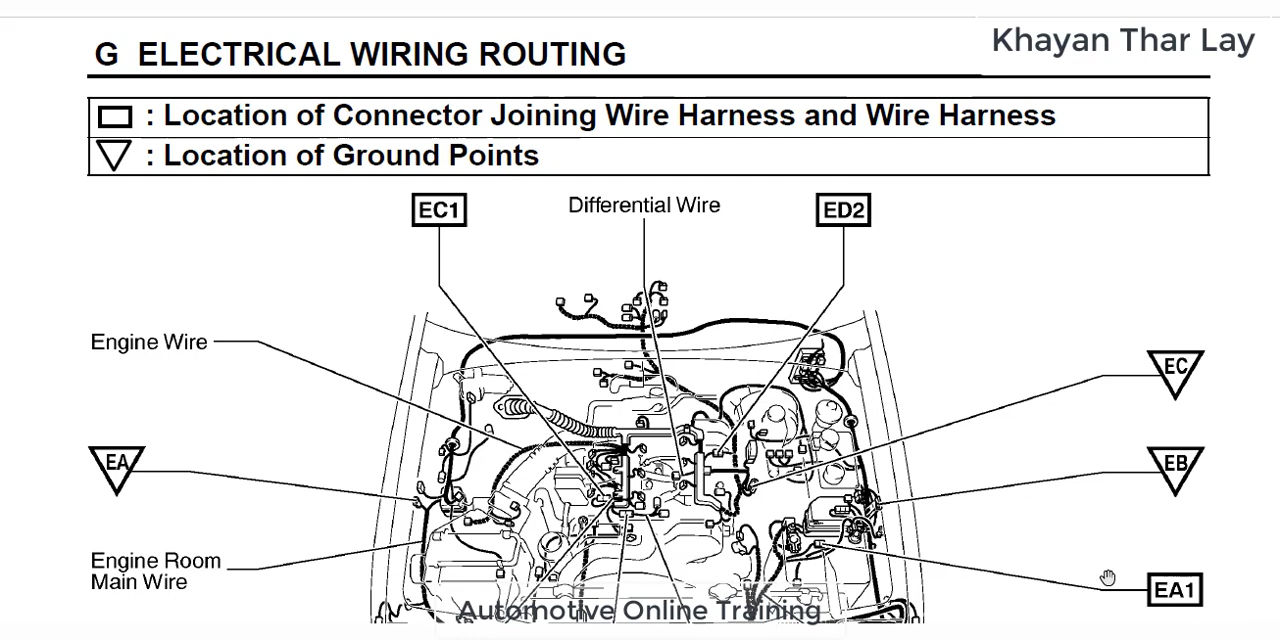 Khayan Thar Lay
G ELECTRICAL WIRING ROUTING
: Location of Connector Joining Wire Harness and Wire Harness
: Location of Ground Points
EC1
Differential Wire
ED2
Engine Wire
EC
EA
EB
Engine Room
Main Wire
EA1
Automotive Online Training